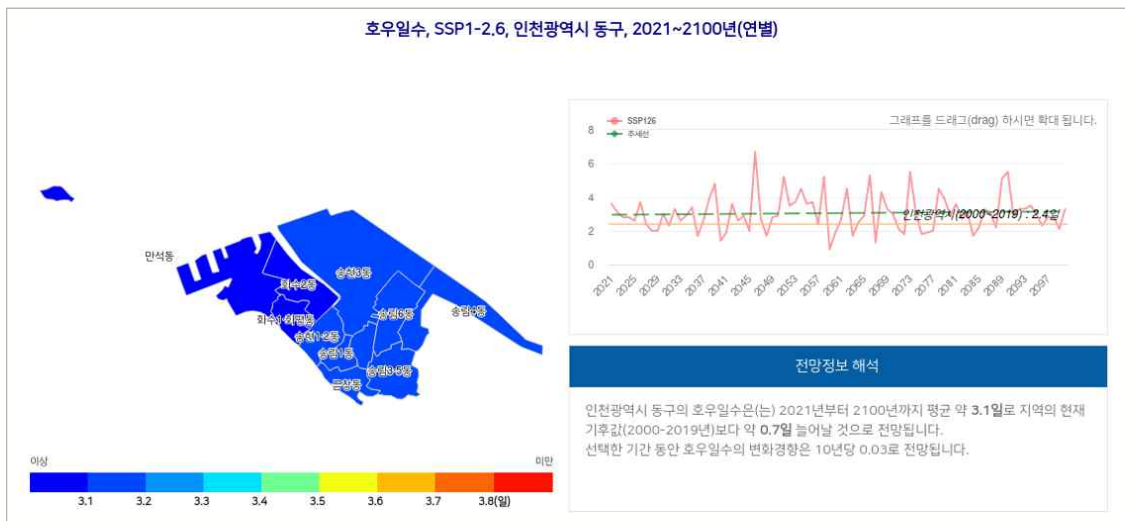 호우일수, SSP1-2.6, 인천광역시 동구, 2021~2100년(연별)
만석동
화수2동
송현3동
화수1·화평동
송현1·2동
송림6동
송림4동
송림1동
송림3·5동
금창동
이상
미만
3.1 3.2 3.3 3.4 3.5 3.6 3.7 3.8(일)
SSP126
추세선
그래프를 드래그(drag) 하시면 확대 됩니다.
8
6
4
2
0
인천광역시(2000~2019) : 2.4일
2021 2025 2029 2033 2037 2041 2045 2049 2053 2057 2061 2065 2069 2073 2077 2081 2085 2089 2093 2097
전망정보 해석
인천광역시 동구의 호우일수은(는) 2021년부터 2100년까지 평균 약 3.1일로 지역의 현재
기후값(2000-2019년)보다 약 0.7일 늘어날 것으로 전망됩니다.
선택한 기간 동안 호우일수의 변화경향은 10년당 0.03로 전망됩니다.